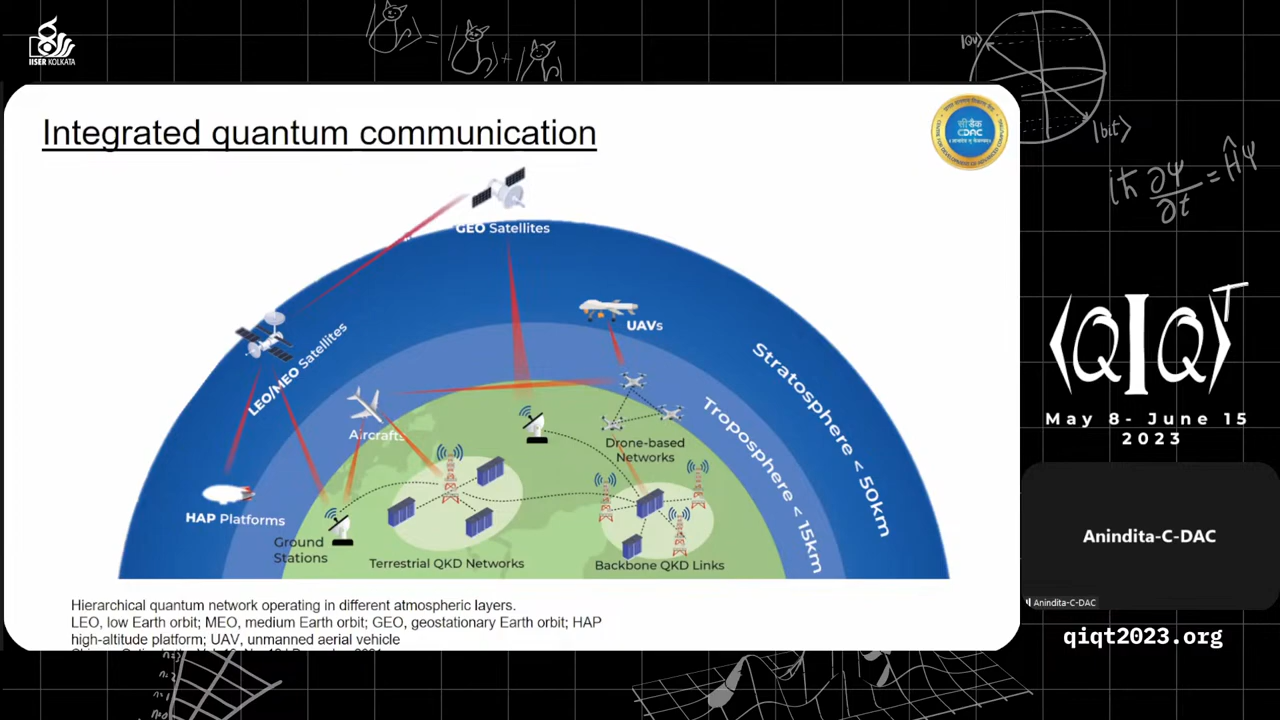 IISER KOLKATA
Integrated quantum communication
सीडैक
CDAC
GEO Satellites
LEO/MEO Satellites
UAVs
Aircrafts
Drone-based
Networks
Stratosphere < 50km
Troposphere < 15km
HAP Platforms
Ground
Stations
Terrestrial QKD Networks
Backbone QKD Links
Hierarchical quantum network operating in different atmospheric layers.
LEO, low Earth orbit; MEO, medium Earth orbit; GEO, geostationary Earth orbit; HAP
high-altitude platform; UAV, unmanned aerial vehicle
iħ ∂ψ/∂t = Ĥψ
⟨QIQ⟩T
May 8- June 15
2023
Anindita-C-DAC
Anindita-C-DAC
qiqt2023.org